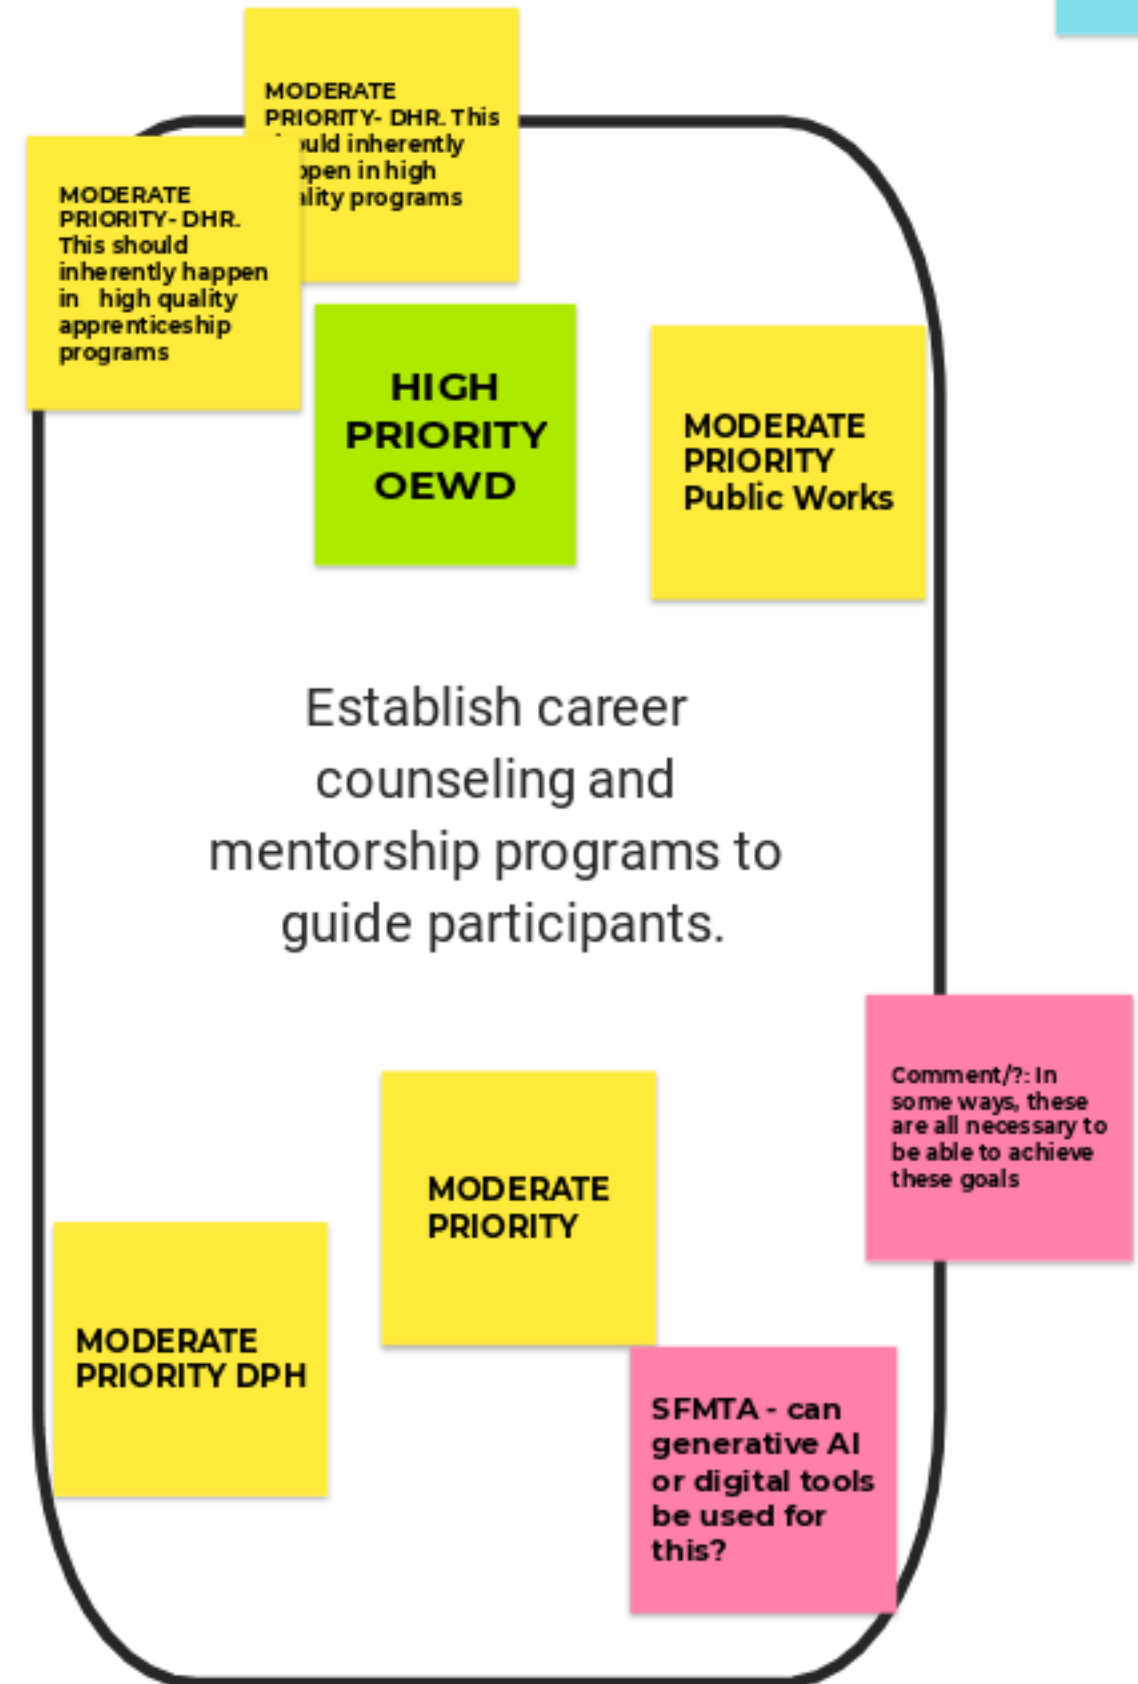 MODERATE
PRIORITY- DHR. This
ould inherently
in high
programs
MODERATE
PRIORITY- DHR.
This should
inherently happen
in high quality
apprenticeship
programs
HIGH
PRIORITY
OEWD
MODERATE
PRIORITY
Public Works
Establish career
counseling and
mentorship programs to
guide participants.
Comment/?: In
some ways, these
are all necessary to
be able to achieve
these goals
MODERATE
PRIORITY
MODERATE
PRIORITY DPH
SFMTA - can
generative AI
or digital tools
be used for
this?